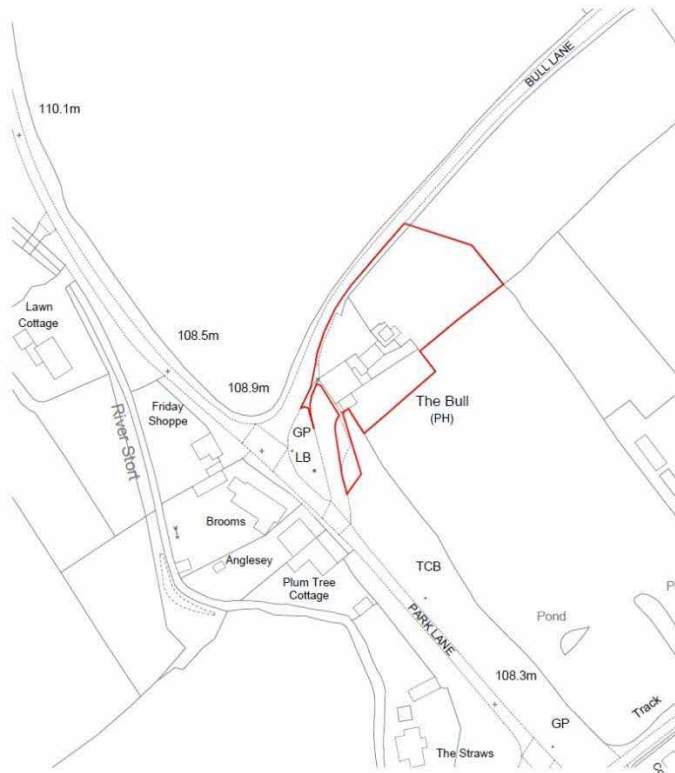 BULL LANE
110.1m
Lawn
Cottage
108.5m
108.9m
Friday
Shoppe
River Stort
The Bull
(PH)
GP
LB
Brooms
Anglesey
Plum Tree
Cottage
TCB
PARK LANE
Pond
108.3m
Track
GP
The Straws